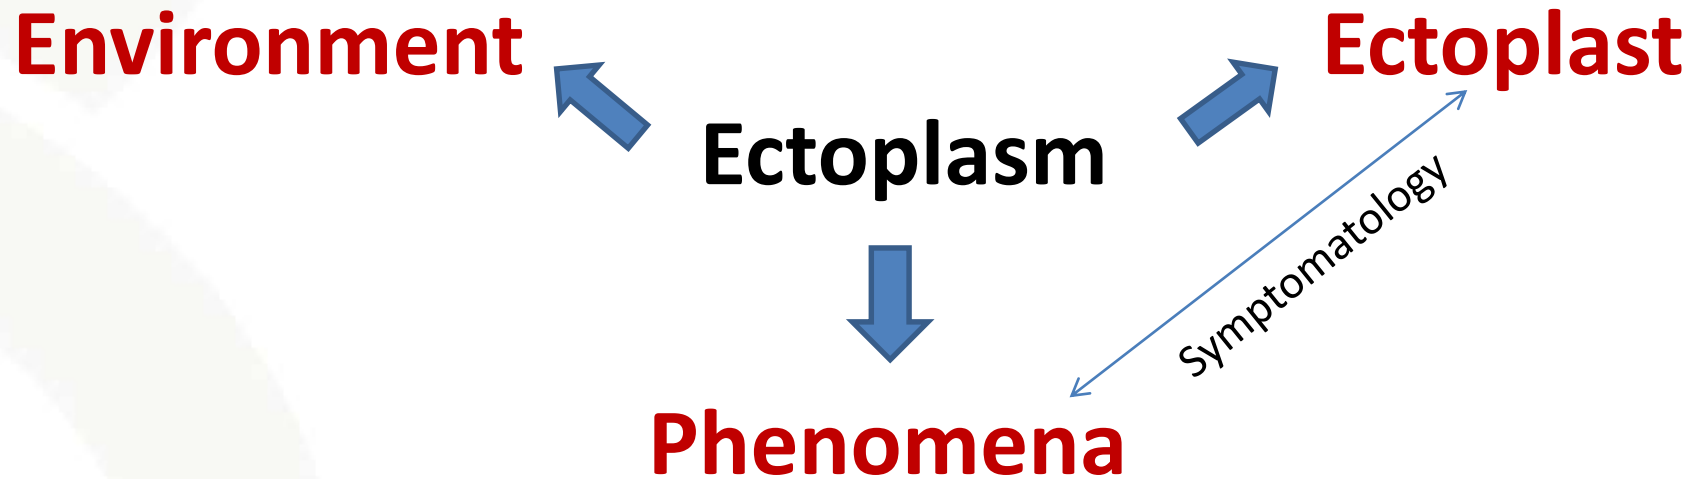 Environment
Ectoplast
Ectoplasm
Symptomatology
Phenomena